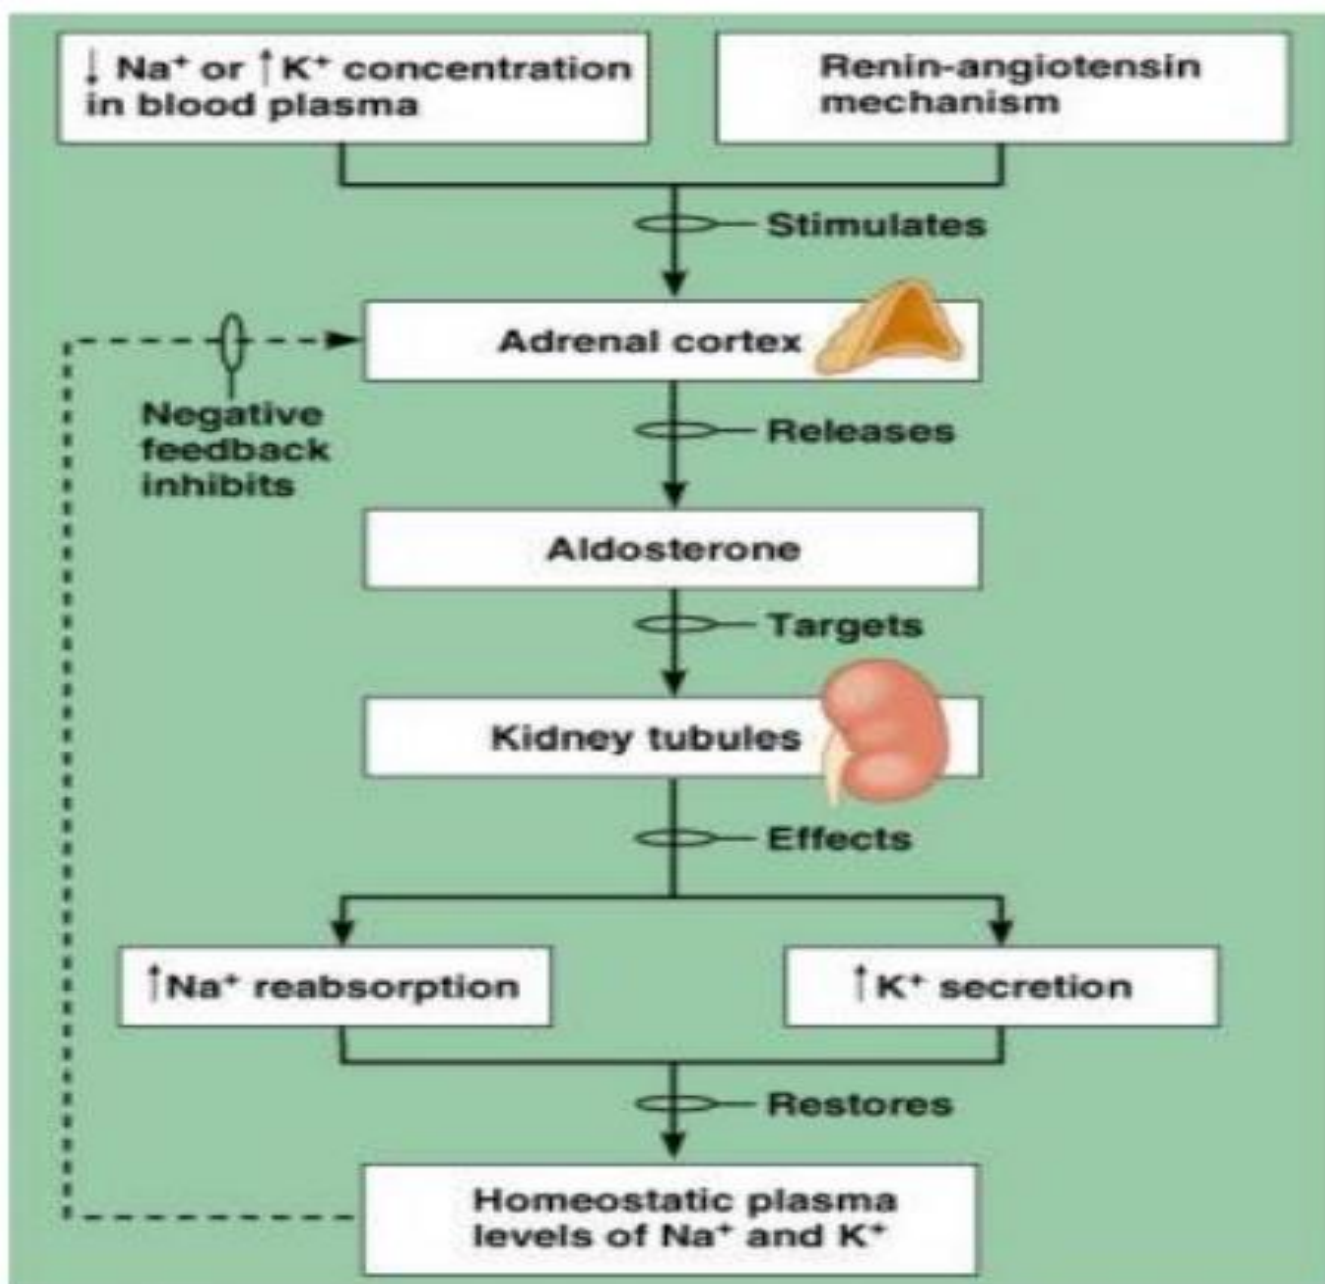 ↓ Na⁺ or ↑K⁺ concentration
in blood plasma
Renin-angiotensin
mechanism
Stimulates
Adrenal cortex
Negative
feedback
inhibits
Releases
Aldosterone
Targets
Kidney tubules
Effects
↑Na⁺ reabsorption
↑K⁺ secretion
Restores
Homeostatic plasma
levels of Na⁺ and K⁺